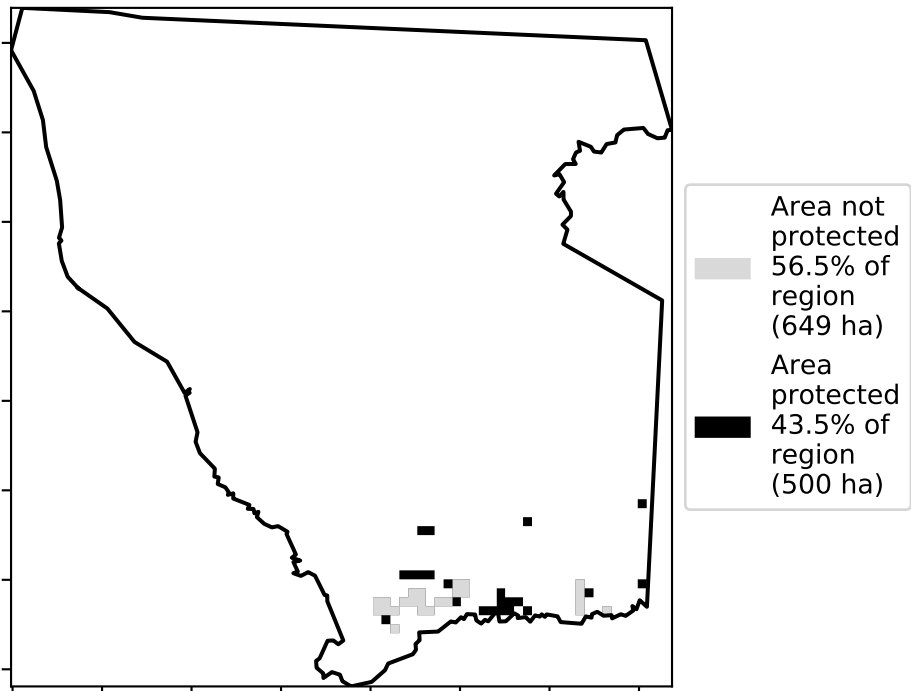 Area not
protected
56.5% of
region
(649 ha)
Area
protected
43.5% of
region
(500 ha)